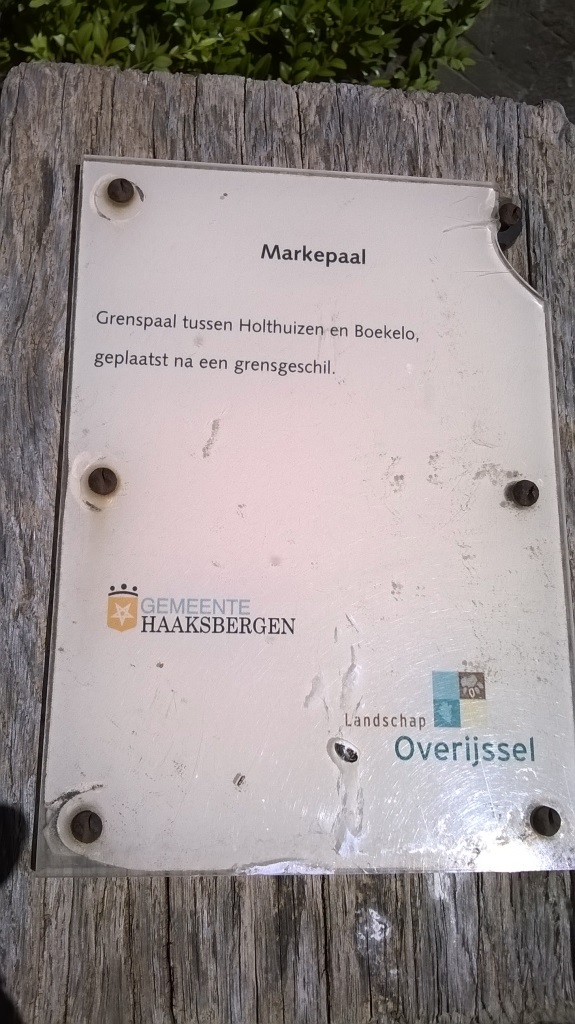 Markepaal
Grenspaal tussen Holthuizen en Boekelo,
geplaatst na een grensgeschil.
GEMEENTE
HAAKSBERGEN
Landschap
Overijssel